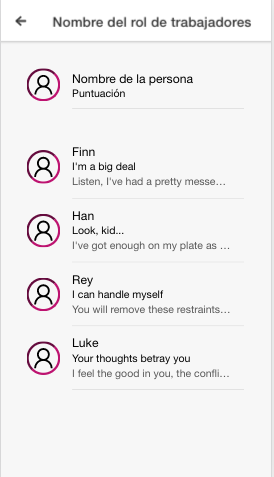 Nombre del rol de trabajadores
Nombre de la persona
Puntuación
Finn
I'm a big deal
Listen, I've had a pretty messe…
Han
Look, kid...
I've got enough on my plate as …
Rey
I can handle myself
You will remove these restraints…
Luke
Your thoughts betray you
I feel the good in you, the confli…